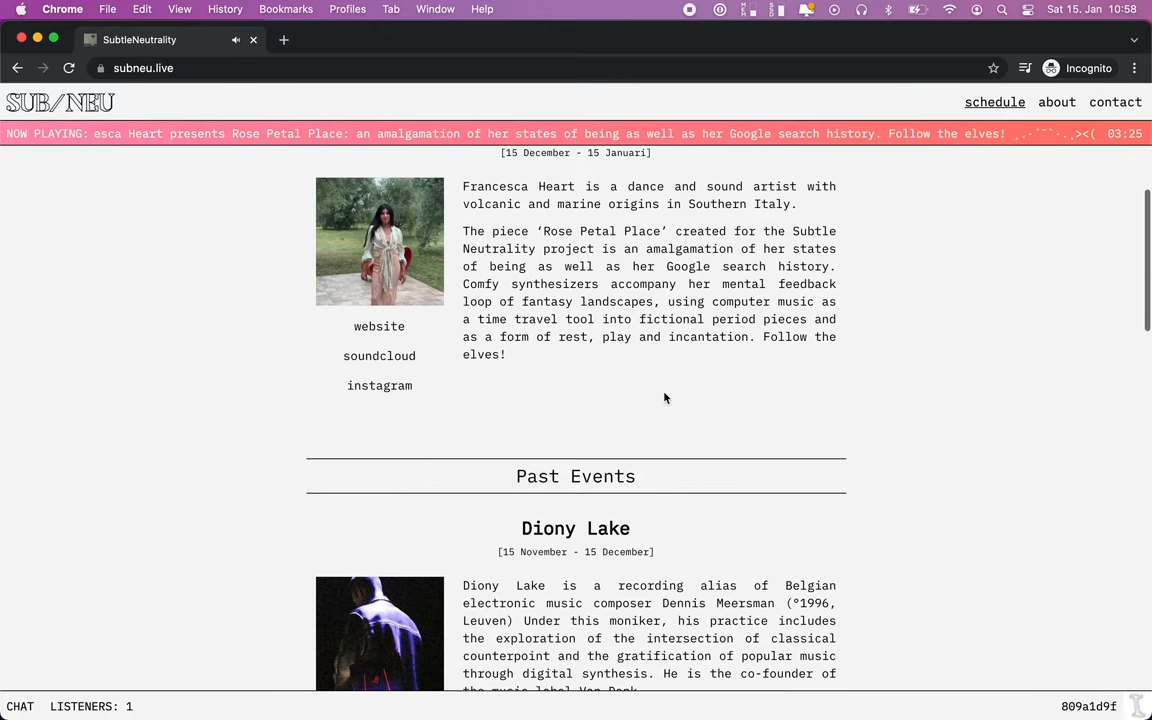 Chrome File Edit View History Bookmarks Profiles Tab Window Help Sat 15. Jan 10:58
SubtleNeutrality
subneu.live Incognito
SUB/NEU schedule about contact
NOW PLAYING: esca Heart presents Rose Petal Place: an amalgamation of her states of being as well as her Google search history. Follow the elves! ¸.·´¯`·.¸><( 03:25
[15 December - 15 Januari]
Francesca Heart is a dance and sound artist with
volcanic and marine origins in Southern Italy.
The piece ‘Rose Petal Place’ created for the Subtle
Neutrality project is an amalgamation of her states
of being as well as her Google search history.
Comfy synthesizers accompany her mental feedback
loop of fantasy landscapes, using computer music as
a time travel tool into fictional period pieces and
as a form of rest, play and incantation. Follow the
elves!
website
soundcloud
instagram
Past Events
Diony Lake
[15 November - 15 December]
Diony Lake is a recording alias of Belgian
electronic music composer Dennis Meersman (°1996,
Leuven) Under this moniker, his practice includes
the exploration of the intersection of classical
counterpoint and the gratification of popular music
through digital synthesis. He is the co-founder of
the music label Van Dank.
CHAT LISTENERS: 1 809a1d9f